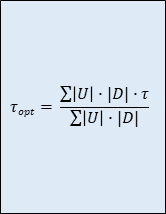 τ_opt = ∑|U| · |D| · τ / ∑|U| · |D|